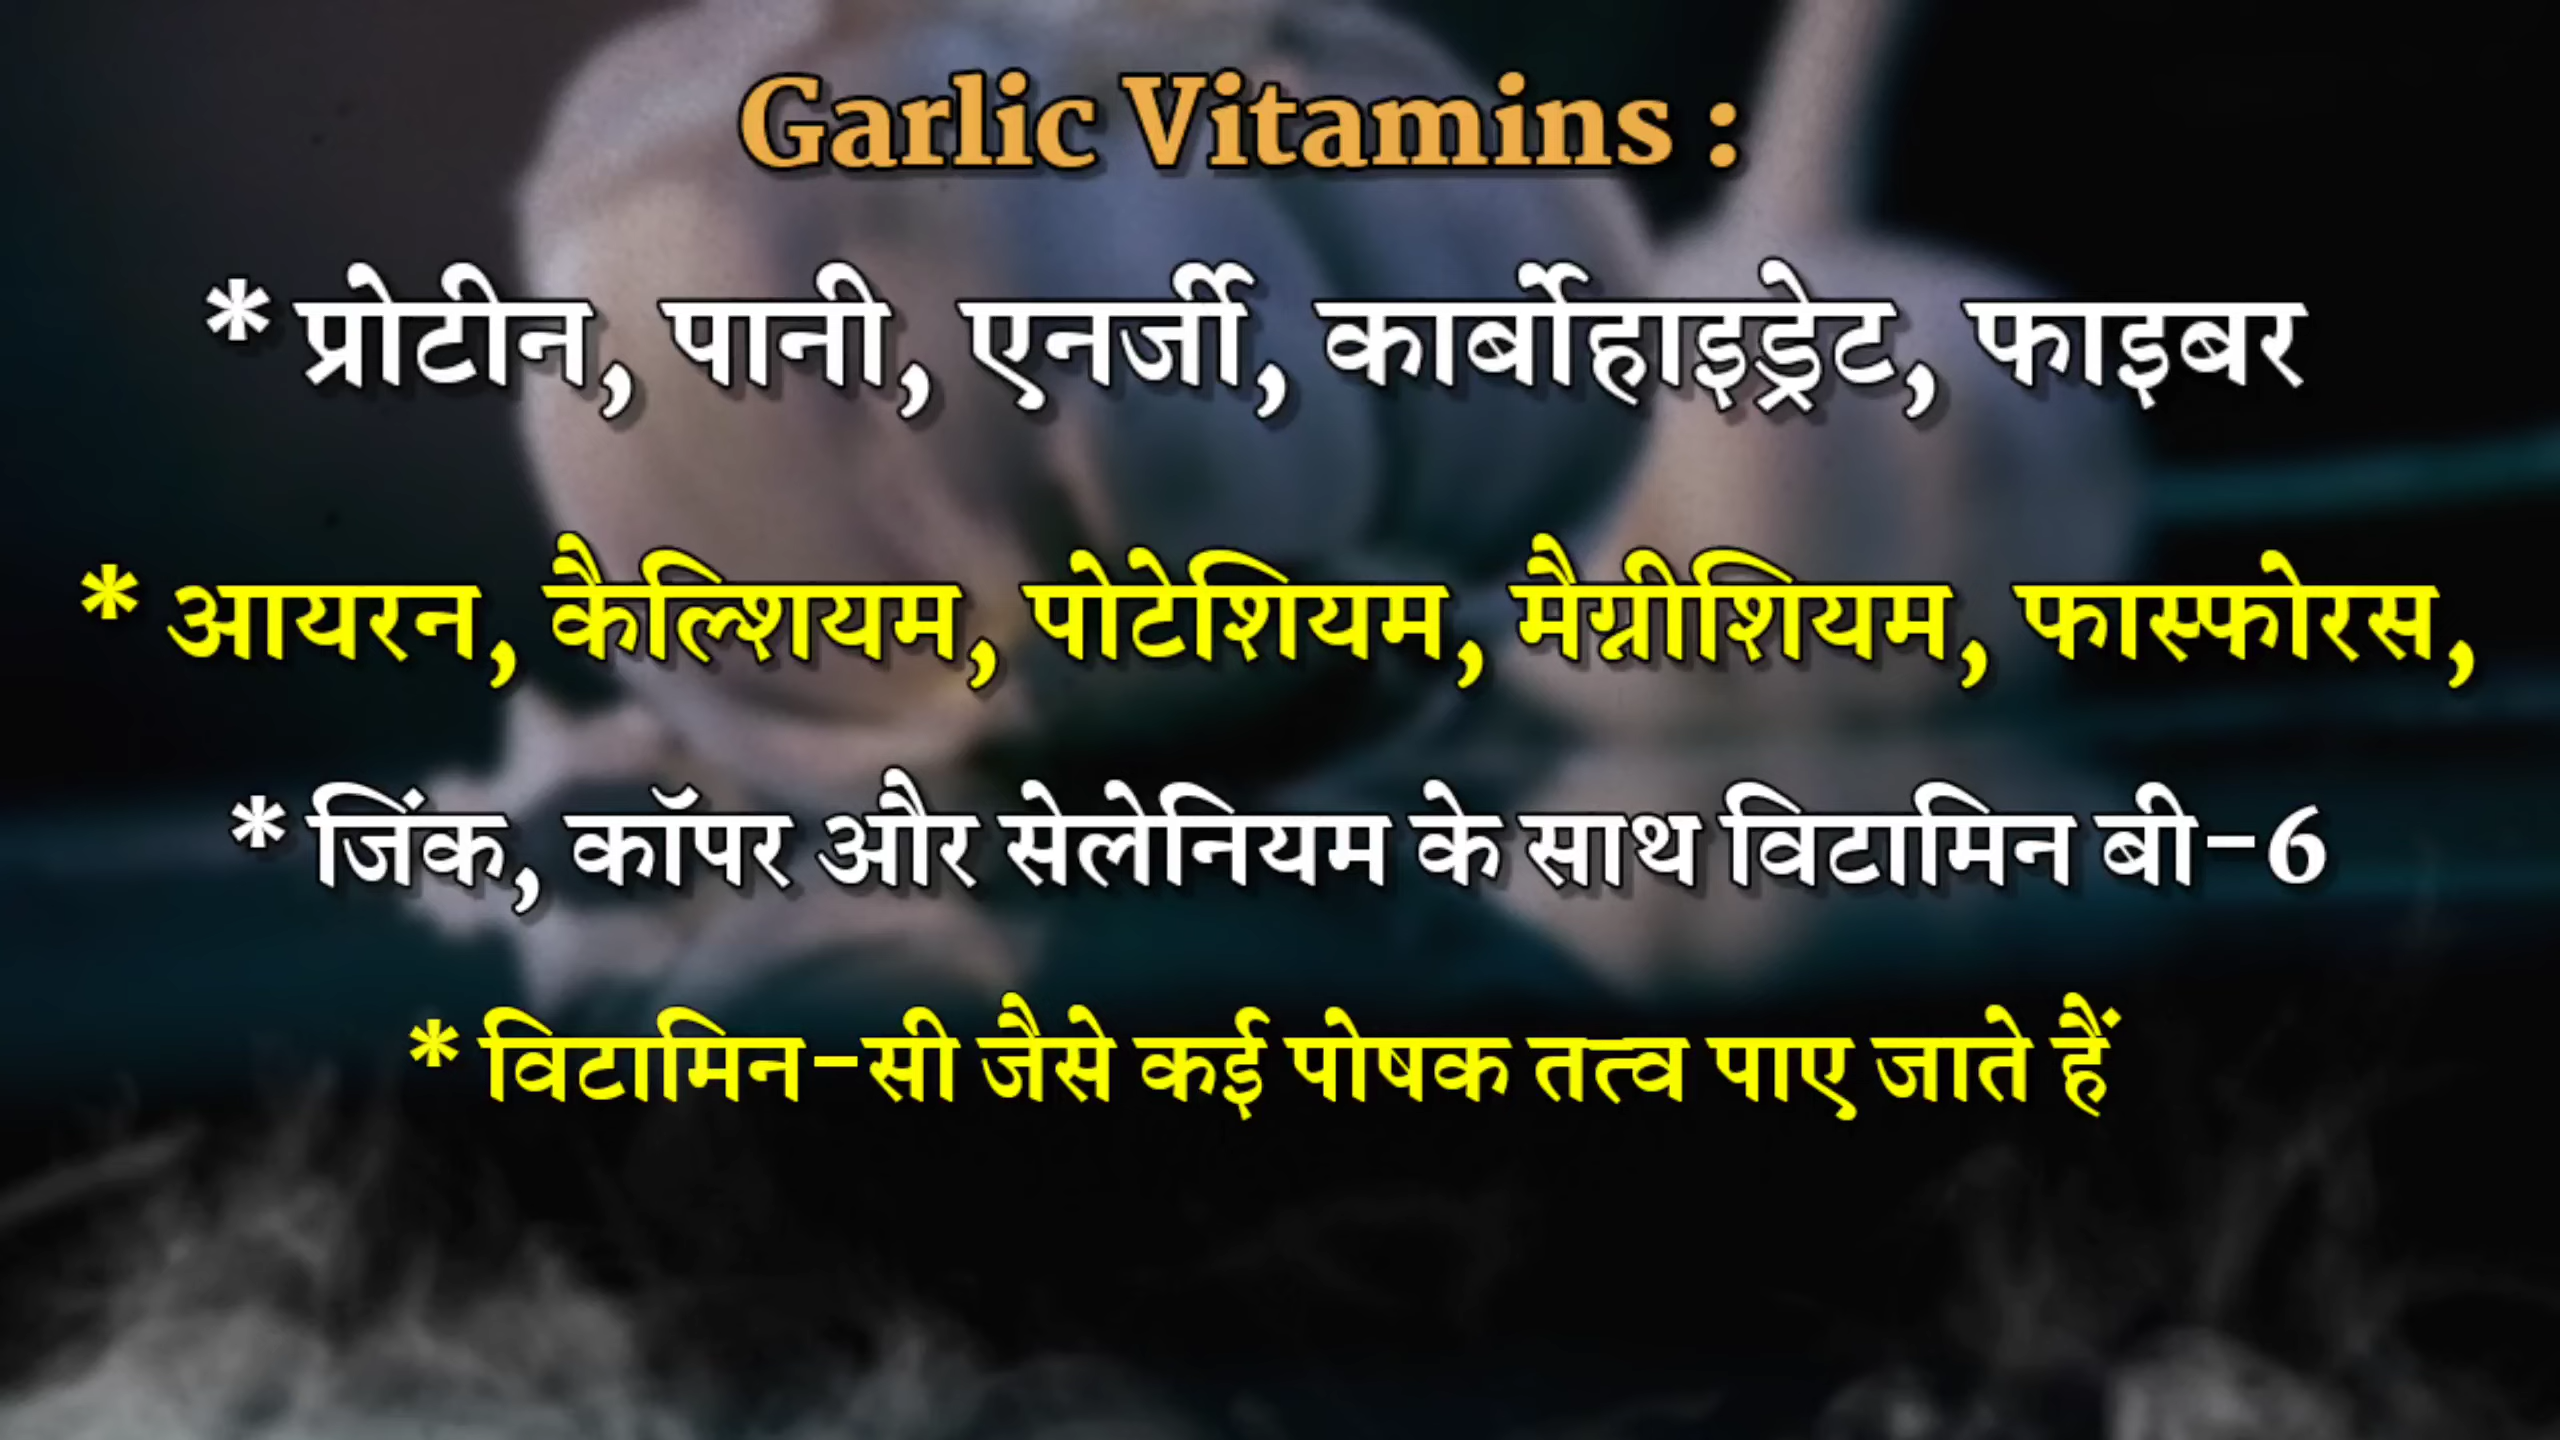 Garlic Vitamins :
* प्रोटीन, पानी, एनर्जी, कार्बोहाइड्रेट, फाइबर
* आयरन, कैल्शियम, पोटेशियम, मैग्नीशियम, फास्फोरस,
* जिंक, कॉपर और सेलेनियम के साथ विटामिन बी-6
* विटामिन-सी जैसे कई पोषक तत्व पाए जाते हैं